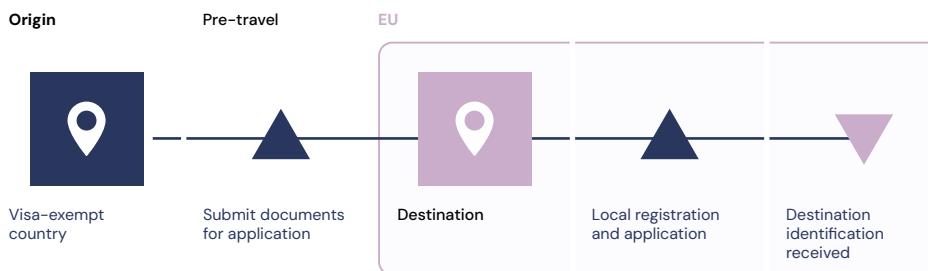 Origin
Pre-travel
EU
Visa-exempt
country
Submit documents
for application
Destination
Local registration
and application
Destination
identification
received